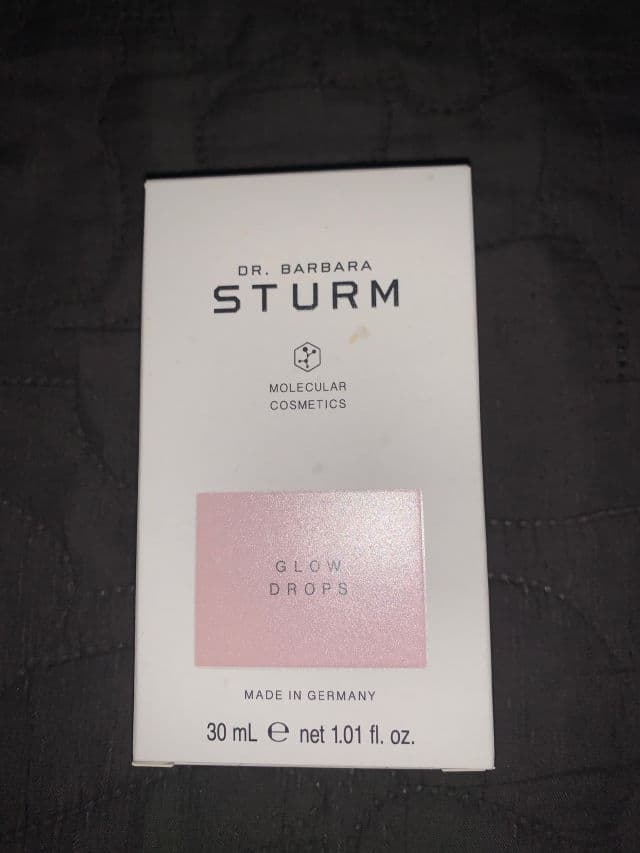 DR. BARBARA
STURM
MOLECULAR
COSMETICS
GLOW
DROPS
MADE IN GERMANY
30 mL ℮ net 1.01 fl. oz.